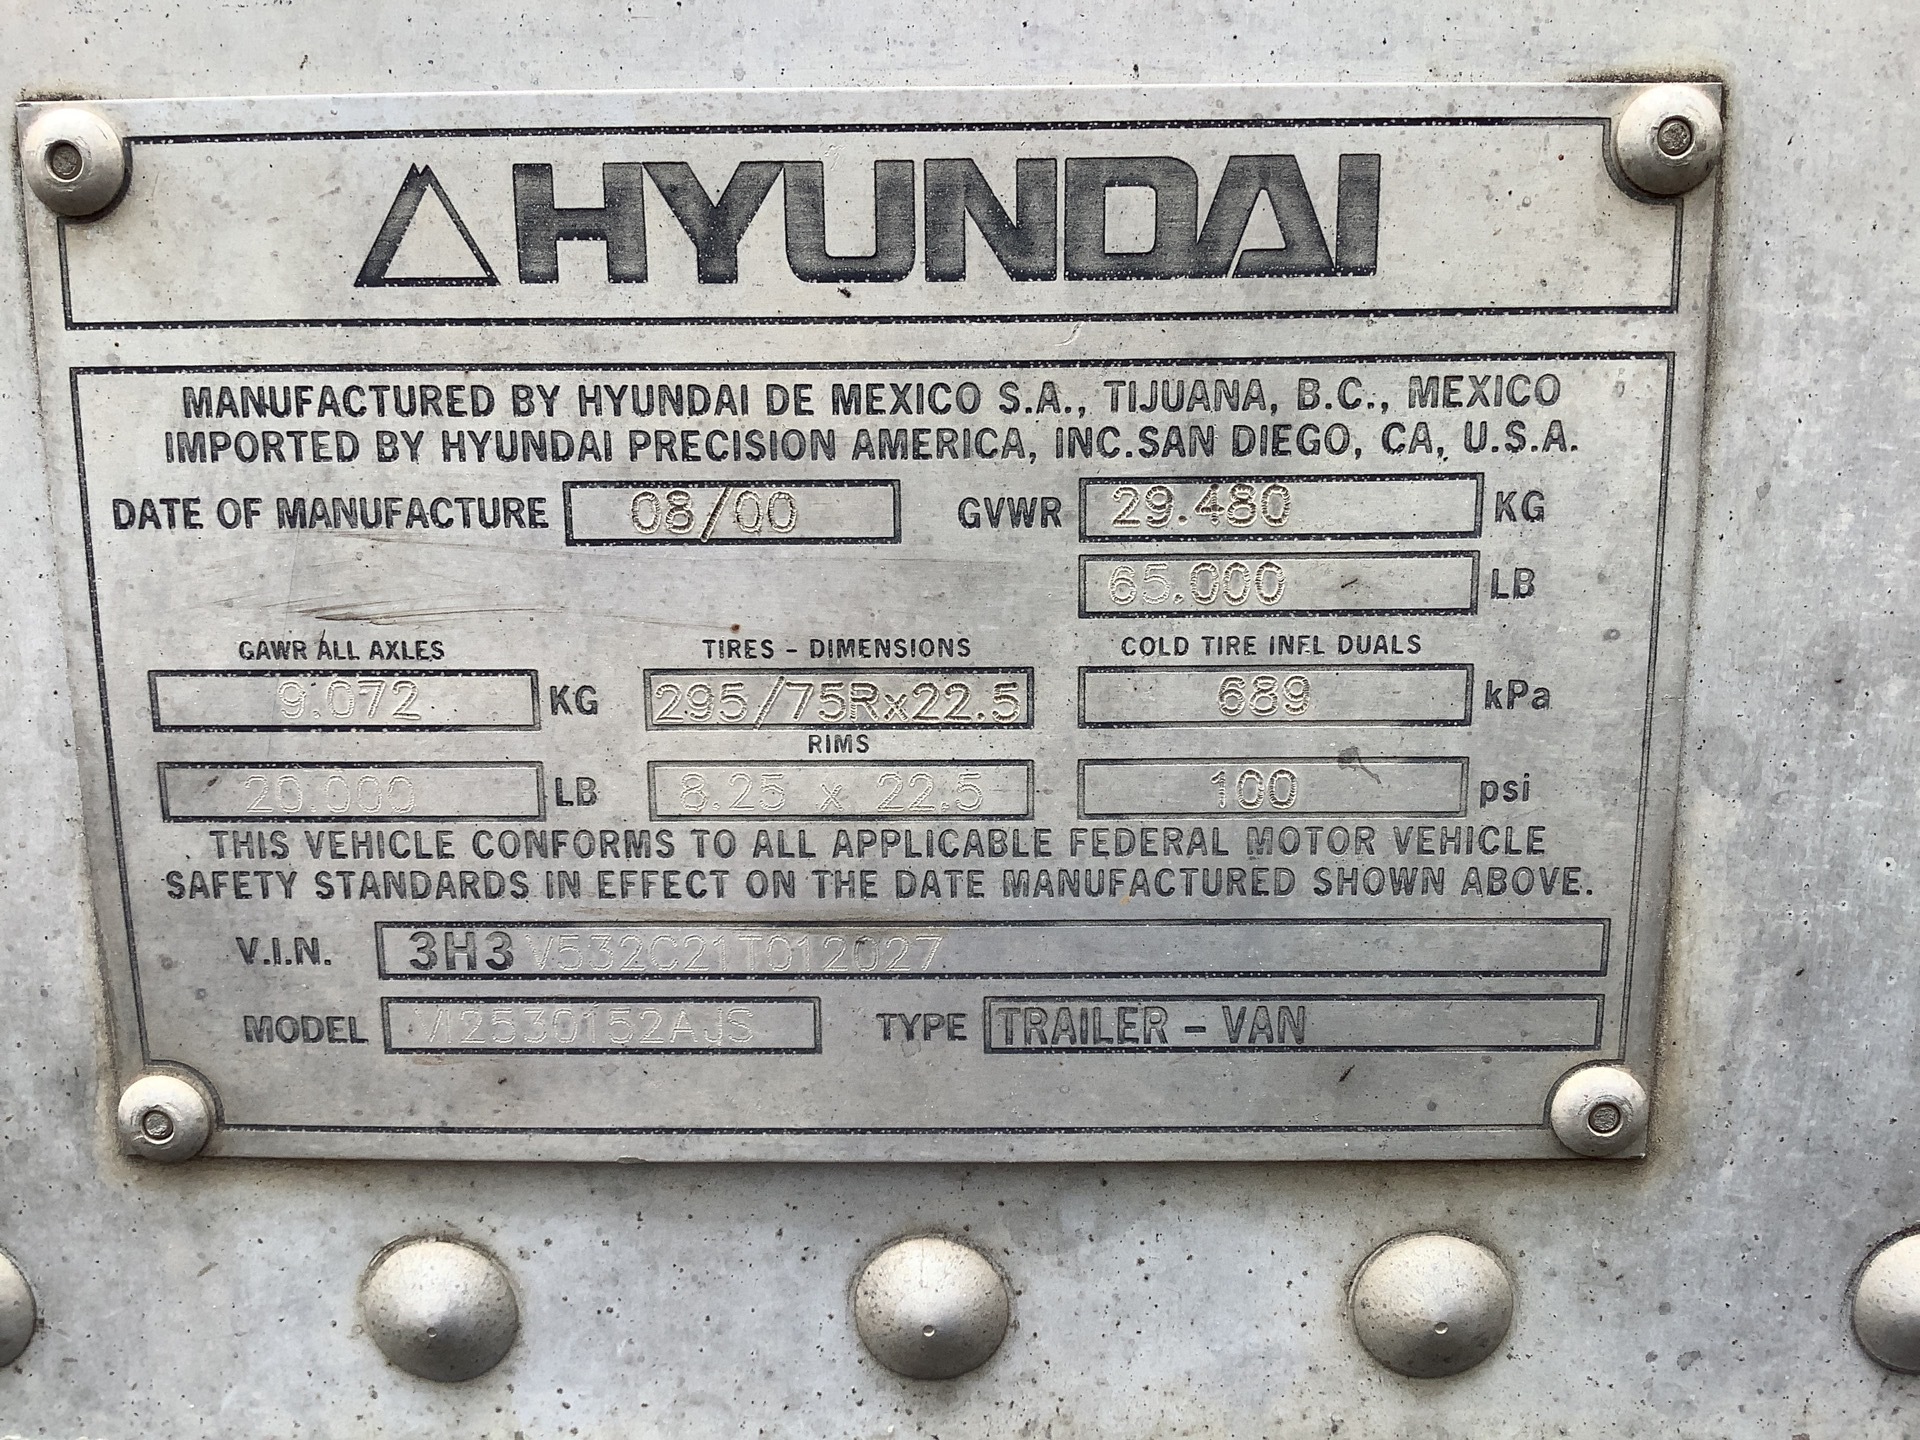 HYUNDAI
MANUFACTURED BY HYUNDAI DE MEXICO S.A., TIJUANA, B.C., MEXICO
IMPORTED BY HYUNDAI PRECISION AMERICA, INC. SAN DIEGO, CA, U.S.A.
DATE OF MANUFACTURE 08/00 GVWR 29.480 KG
65.000 LB
GAWR ALL AXLES TIRES - DIMENSIONS COLD TIRE INFL DUALS
9.072 KG 295/75Rx22.5 689 kPa
RIMS
20.000 LB 8.25 x 22.5 100 psi
THIS VEHICLE CONFORMS TO ALL APPLICABLE FEDERAL MOTOR VEHICLE
SAFETY STANDARDS IN EFFECT ON THE DATE MANUFACTURED SHOWN ABOVE.
V.I.N. 3H3V532C21T012027
MODEL VI2530152AJS TYPE TRAILER - VAN